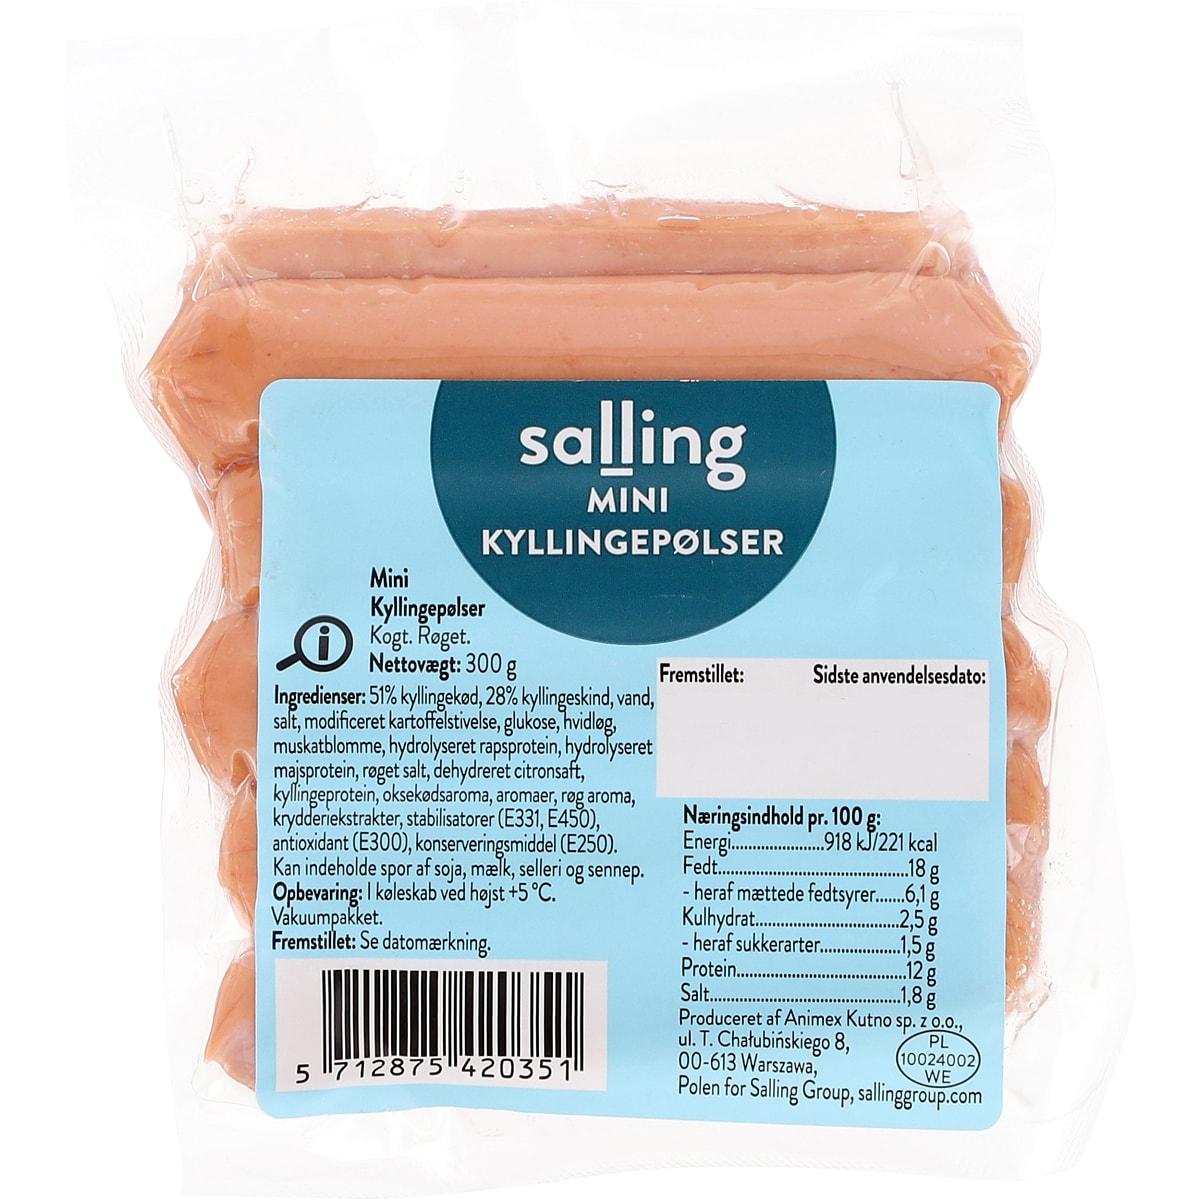 salling
MINI
KYLLINGEPØLSER
Mini
Kyllingepølser
Kogt. Røget.
Nettovægt: 300 g
Ingredienser: 51% kyllingekød, 28% kyllingeskind, vand,
salt, modificeret kartoffelstivelse, glukose, hvidløg,
muskatblomme, hydrolyseret rapsprotein, hydrolyseret
majsprotein, røget salt, dehydreret citronsaft,
kyllingeprotein, oksekødsaroma, aromaer, røg aroma,
krydderiekstrakter, stabilisatorer (E331, E450),
antioxidant (E300), konserveringsmiddel (E250).
Kan indeholde spor af soja, mælk, selleri og sennep.
Opbevaring: I køleskab ved højst +5 °C.
Vakuumpakket.
Fremstillet: Se datomærkning.
5 712875 420351
Fremstillet: Sidste anvendelsesdato:
Næringsindhold pr. 100 g:
Energi......................918 kJ/221 kcal
Fedt.......................................18 g
- heraf mættede fedtsyrer.......6,1 g
Kulhydrat..............................2,5 g
- heraf sukkerarter.................1,5 g
Protein...................................12 g
Salt........................................1,8 g
Produceret af Animex Kutno sp. z o.o.,
ul. T. Chałubińskiego 8,
00-613 Warszawa,
Polen for Salling Group, sallinggroup.com
PL
10024002
WE